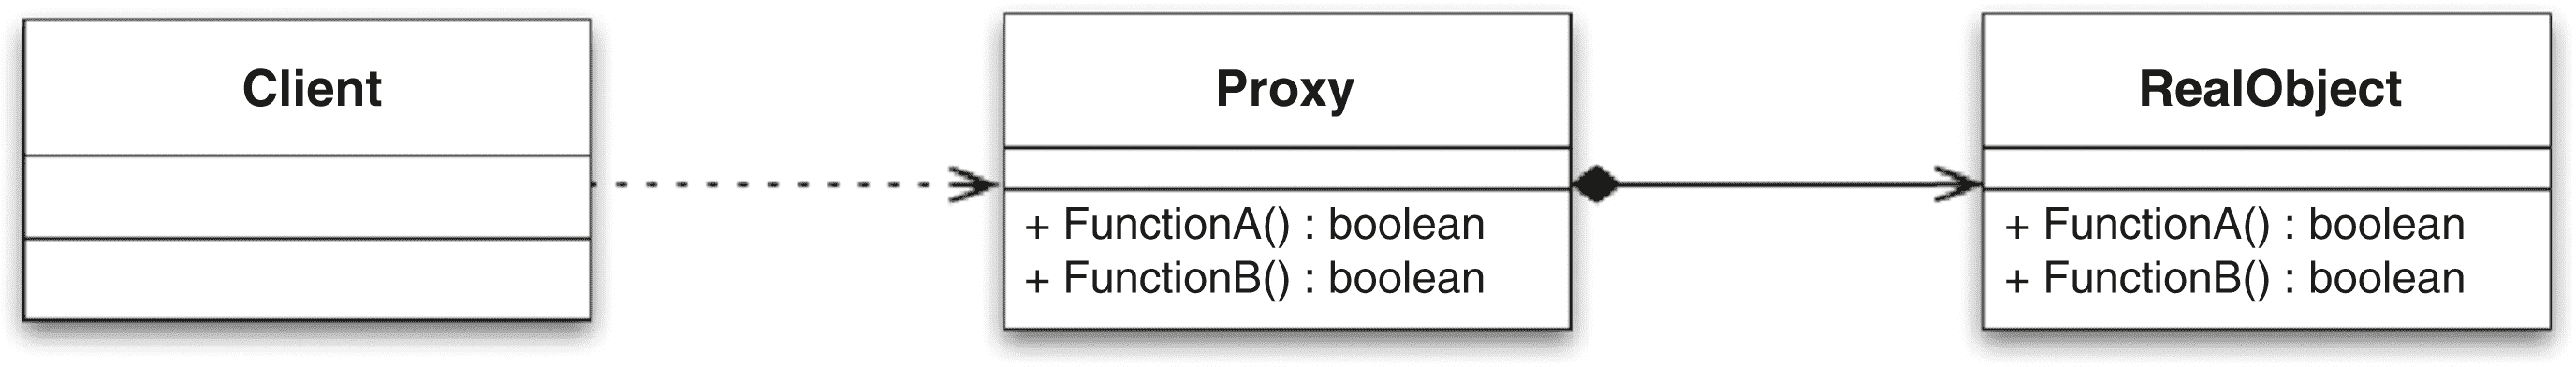 Client
Proxy
+ FunctionA() : boolean
+ FunctionB() : boolean
RealObject
+ FunctionA() : boolean
+ FunctionB() : boolean